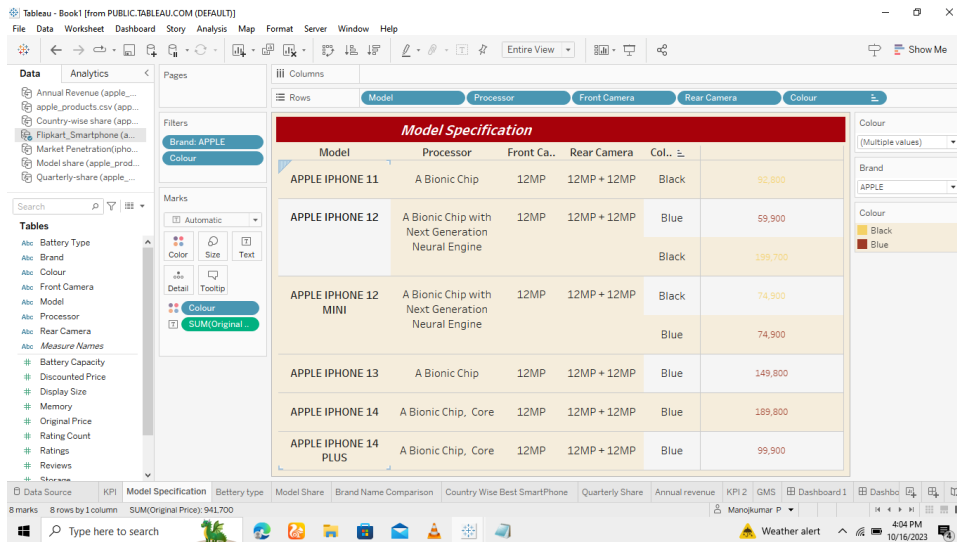 Tableau - Book1 [from PUBLIC.TABLEAU.COM (DEFAULT)]
File Data Worksheet Dashboard Story Analysis Map Format Server Window Help
Entire View
Show Me
Data Analytics
Annual Revenue (apple_...
apple_products.csv (app...
Country-wise share (app...
Flipkart_Smartphone (a...
Market Penetration(ipho...
Model share (apple_prod...
Quarterly-share (apple_...
Search
Tables
Abc Battery Type
Abc Brand
Abc Colour
Abc Front Camera
Abc Model
Abc Processor
Abc Rear Camera
Abc Measure Names
# Battery Capacity
# Discounted Price
# Display Size
# Memory
# Original Price
# Rating Count
# Ratings
# Reviews
# Storage
Pages
Filters
Brand: APPLE
Colour
Marks
T Automatic
Color Size Text
Detail Tooltip
Colour
T SUM(Original ..
Columns
Rows Model Processor Front Camera Rear Camera Colour
Model Specification
Model Processor Front Ca.. Rear Camera Col..
APPLE IPHONE 11 A Bionic Chip 12MP 12MP + 12MP Black 92,600
APPLE IPHONE 12 A Bionic Chip with 12MP 12MP + 12MP Blue 59,900
Next Generation
Neural Engine
Black 199,700
APPLE IPHONE 12 A Bionic Chip with 12MP 12MP + 12MP Black 74,900
MINI Next Generation
Neural Engine
Blue 74,900
APPLE IPHONE 13 A Bionic Chip 12MP 12MP + 12MP Blue 149,800
APPLE IPHONE 14 A Bionic Chip, Core 12MP 12MP + 12MP Blue 189,800
APPLE IPHONE 14 A Bionic Chip, Core 12MP 12MP + 12MP Blue 99,900
PLUS
Colour
(Multiple values)
Brand
APPLE
Colour
Black
Blue
Data Source KPI Model Specification Bettery type Model Share Brand Name Comparison Country Wise Best SmartPhone Quarterly Share Annual revenue KPI 2 GMS Dashboard 1 Dashbo
8 marks 8 rows by 1 column SUM(Original Price): 941,700 Manojkumar P
Type here to search
Weather alert
4:04 PM
10/16/2023
4